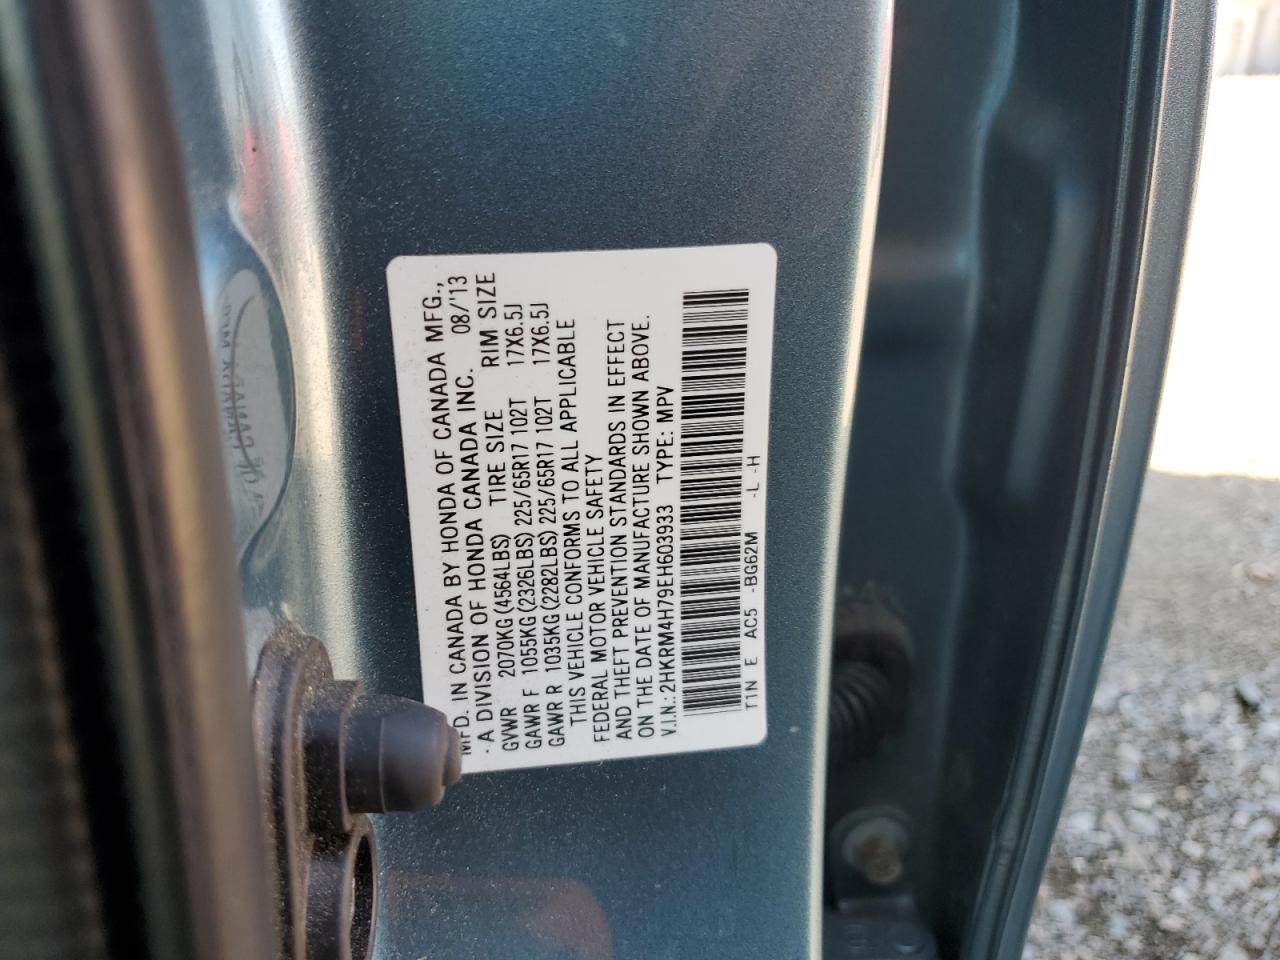 MFD. IN CANADA BY HONDA OF CANADA MFG.,
· A DIVISION OF HONDA CANADA INC. 08/'13
GVWR 2070KG(4564LBS) TIRE SIZE RIM SIZE
GAWR F 1055KG(2326LBS) 225/65R17 102T 17X6.5J
GAWR R 1035KG(2282LBS) 225/65R17 102T 17X6.5J
THIS VEHICLE CONFORMS TO ALL APPLICABLE
FEDERAL MOTOR VEHICLE SAFETY
AND THEFT PREVENTION STANDARDS IN EFFECT
ON THE DATE OF MANUFACTURE SHOWN ABOVE.
V.I.N.: 2HKRM4H79EH603933 TYPE: MPV
T1N E AC5 -BG62M -L -H